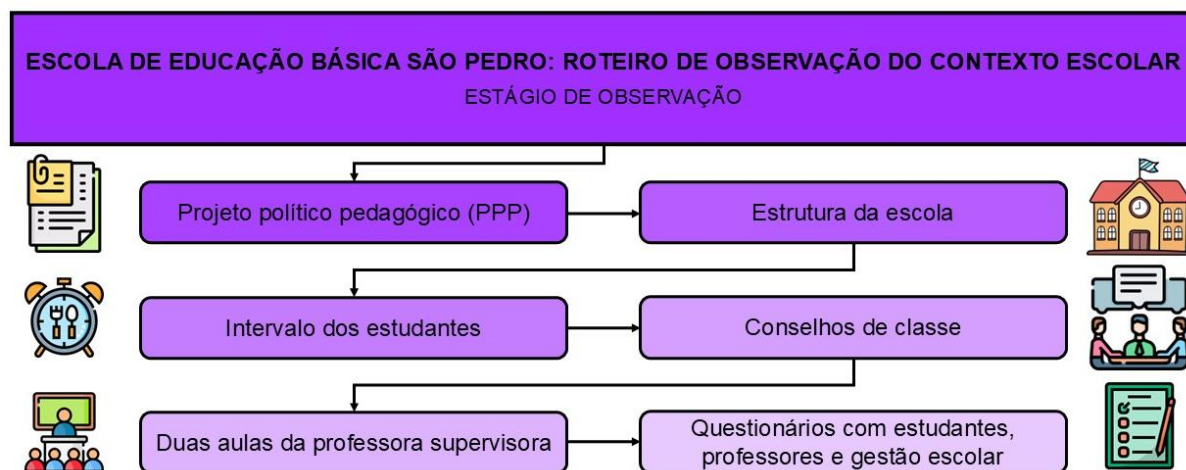 ESCOLA DE EDUCAÇÃO BÁSICA SÃO PEDRO: ROTEIRO DE OBSERVAÇÃO DO CONTEXTO ESCOLAR
ESTÁGIO DE OBSERVAÇÃO
Projeto político pedagógico (PPP)
Estrutura da escola
Intervalo dos estudantes
Conselhos de classe
Duas aulas da professora supervisora
Questionários com estudantes,
professores e gestão escolar